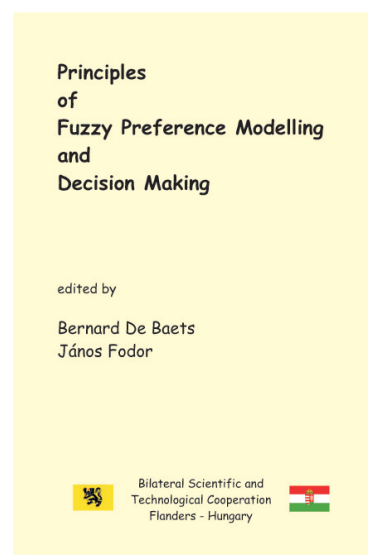 Principles
of
Fuzzy Preference Modelling
and
Decision Making
edited by
Bernard De Baets
János Fodor
Bilateral Scientific and
Technological Cooperation
Flanders - Hungary